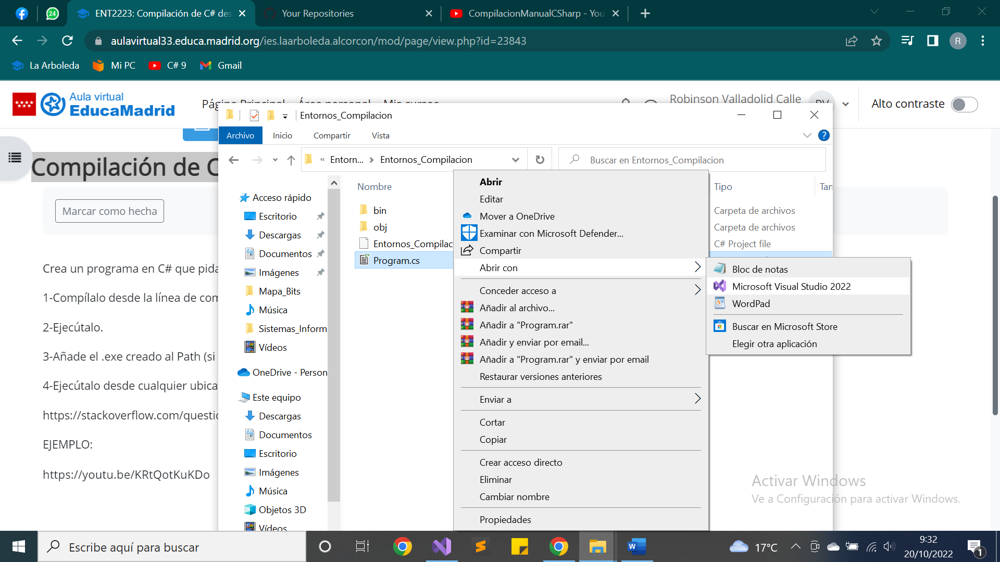 24
ENT2223: Compilación de C# des
Your Repositories
CompilacionManualCSharp - You
aulavirtual33.educa.madrid.org/ies.laarboleda.alcorcon/mod/page/view.php?id=23843
R
La Arboleda
Mi PC
C# 9
Gmail
Aula virtual
EducaMadrid
Página Principal
Área personal
Mis cursos
Robinson Valladolid Calle
RV
Alto contraste
Entornos_Compilacion
Archivo
Inicio
Compartir
Vista
?
« Entorn... > Entornos_Compilacion
Buscar en Entornos_Compilacion
Compilación de C
Marcar como hecha
Crea un programa en C# que pida
1-Compílalo desde la línea de com
2-Ejecútalo.
3-Añade el .exe creado al Path (si
4-Ejecútalo desde cualquier ubica
https://stackoverflow.com/questio
EJEMPLO:
https://youtu.be/KRtQotKuKDo
Acceso rápido
Escritorio
Descargas
Documentos
Imágenes
Mapa_Bits
Música
Sistemas_Inform
Vídeos
OneDrive - Person
Este equipo
Descargas
Documentos
Escritorio
Imágenes
Música
Objetos 3D
Vídeos
Nombre
Tipo
Tan
bin
Carpeta de archivos
obj
Carpeta de archivos
Entornos_Compilac
C# Project file
Program.cs
Abrir
Editar
Mover a OneDrive
Examinar con Microsoft Defender...
Compartir
Abrir con
Conceder acceso a
Añadir al archivo...
Añadir a "Program.rar"
Añadir y enviar por email...
Añadir a "Program.rar" y enviar por email
Restaurar versiones anteriores
Enviar a
Cortar
Copiar
Crear acceso directo
Eliminar
Cambiar nombre
Propiedades
Bloc de notas
Microsoft Visual Studio 2022
WordPad
Buscar en Microsoft Store
Elegir otra aplicación
Activar Windows
Ve a Configuración para activar Windows.
Escribe aquí para buscar
17°C
9:32
20/10/2022
1